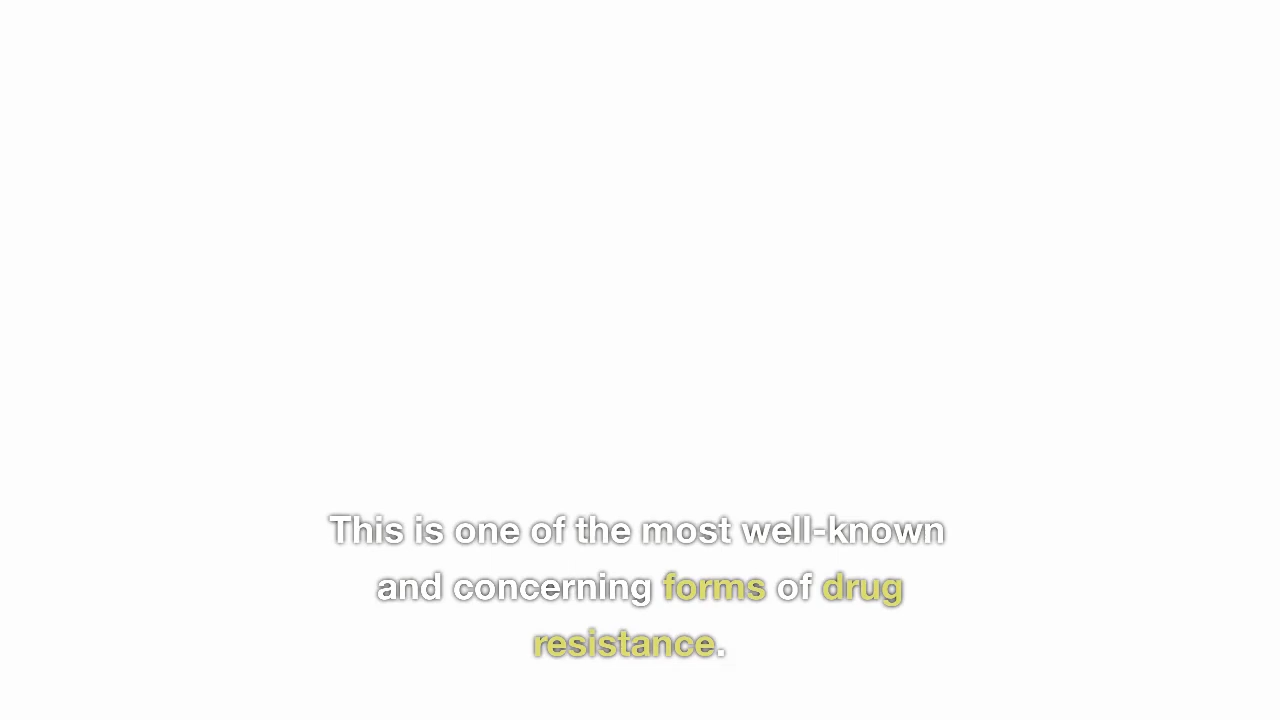 This is one of the most well-known
and concerning forms of drug
resistance.